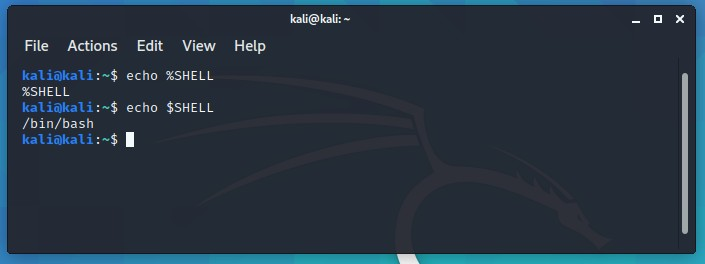 kali@kali: ~
File Actions Edit View Help
kali@kali:~$ echo %SHELL
%SHELL
kali@kali:~$ echo $SHELL
/bin/bash
kali@kali:~$